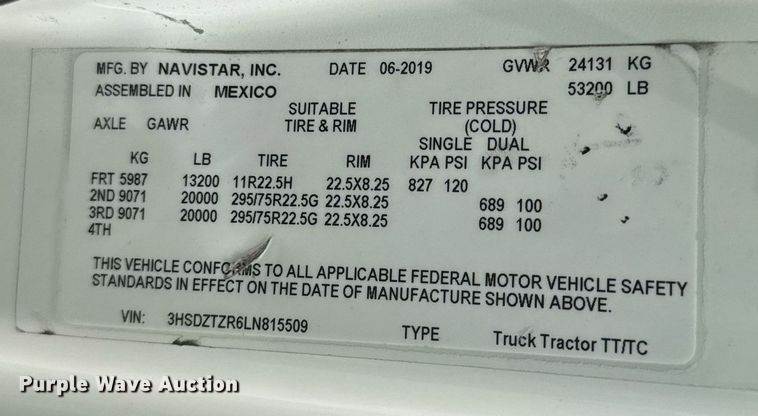 MFG. BY NAVISTAR, INC. DATE 06-2019 GVWR 24131 KG
ASSEMBLED IN MEXICO 53200 LB
SUITABLE TIRE PRESSURE
AXLE GAWR TIRE & RIM (COLD)
SINGLE DUAL
KG LB TIRE RIM KPA PSI KPA PSI
FRT 5987 13200 11R22.5H 22.5X8.25 827 120
2ND 9071 20000 295/75R22.5G 22.5X8.25 689 100
3RD 9071 20000 295/75R22.5G 22.5X8.25 689 100
4TH
THIS VEHICLE CONFORMS TO ALL APPLICABLE FEDERAL MOTOR VEHICLE SAFETY
STANDARDS IN EFFECT ON THE DATE OF MANUFACTURE SHOWN ABOVE.
VIN: 3HSDZTZR6LN815509 TYPE Truck Tractor TT/TC
Purple Wave Auction